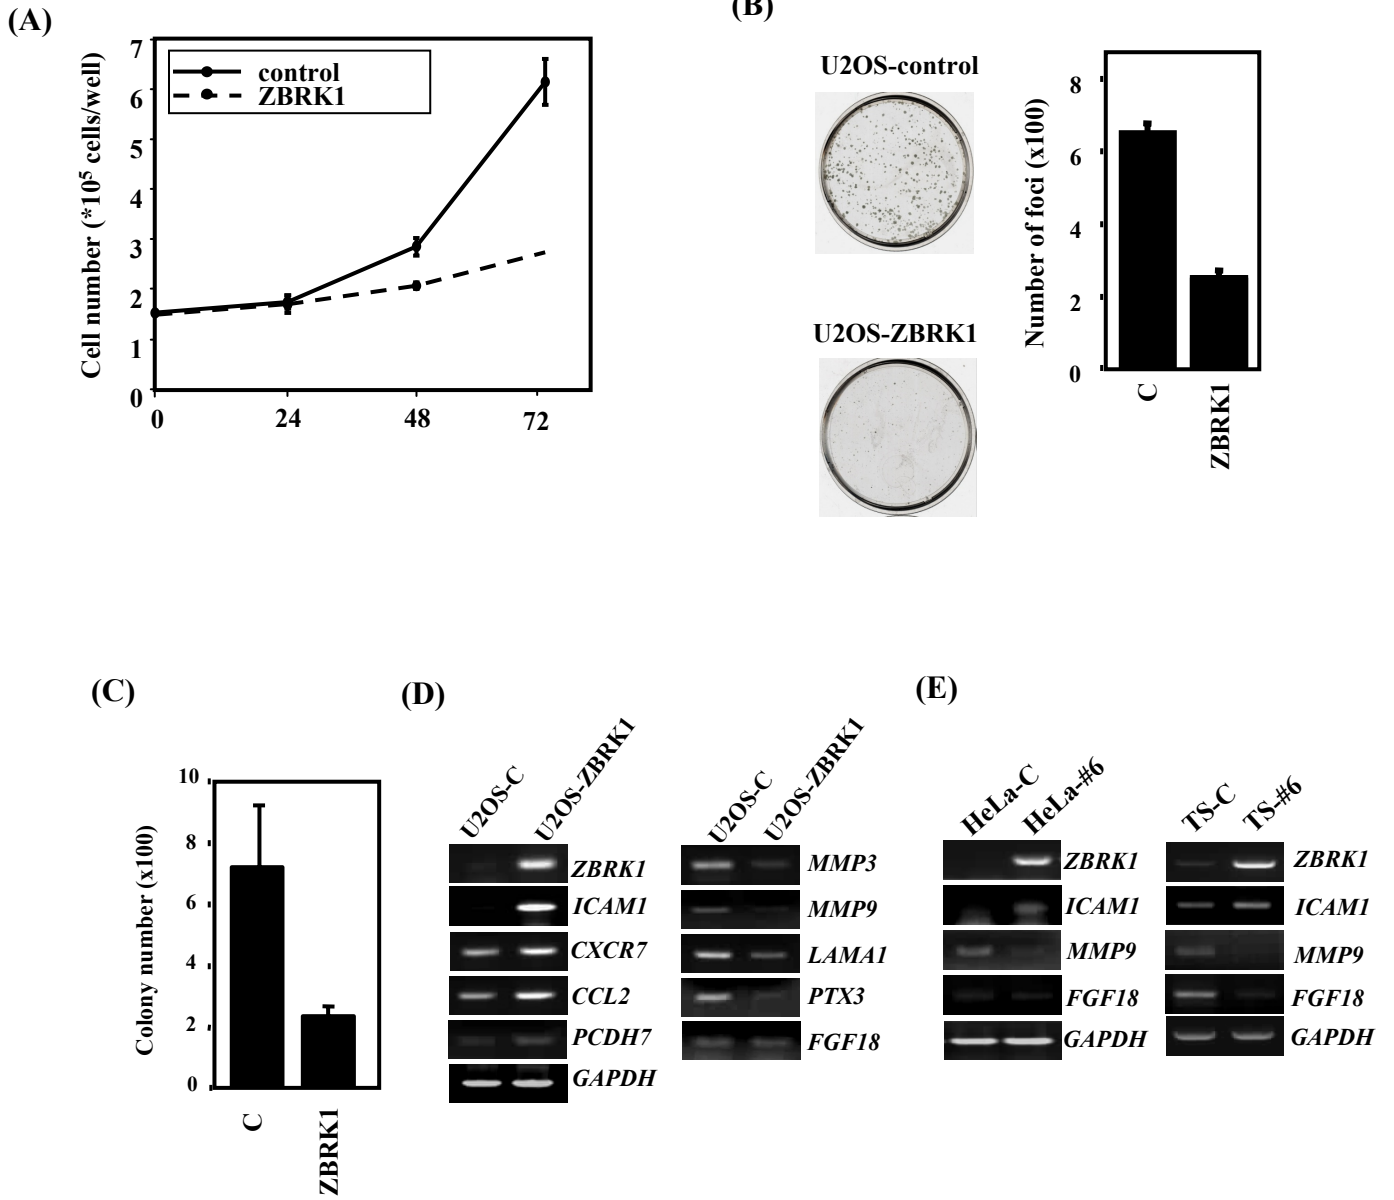 (A)
Cell number (*10⁵ cells/well)
7
6
5
4
3
2
1
0
control
ZBRK1
0 24 48 72
(B)
U2OS-control
U2OS-ZBRK1
Number of foci (x100)
8
6
4
2
0
C
ZBRK1
(C)
Colony number (x100)
10
8
6
4
2
0
C
ZBRK1
(D)
U2OS-C U2OS-ZBRK1
ZBRK1
ICAM1
CXCR7
CCL2
PCDH7
GAPDH
U2OS-C U2OS-ZBRK1
MMP3
MMP9
LAMA1
PTX3
FGF18
(E)
HeLa-C HeLa-#6
ZBRK1
ICAM1
MMP9
FGF18
GAPDH
TS-C TS-#6
ZBRK1
ICAM1
MMP9
FGF18
GAPDH